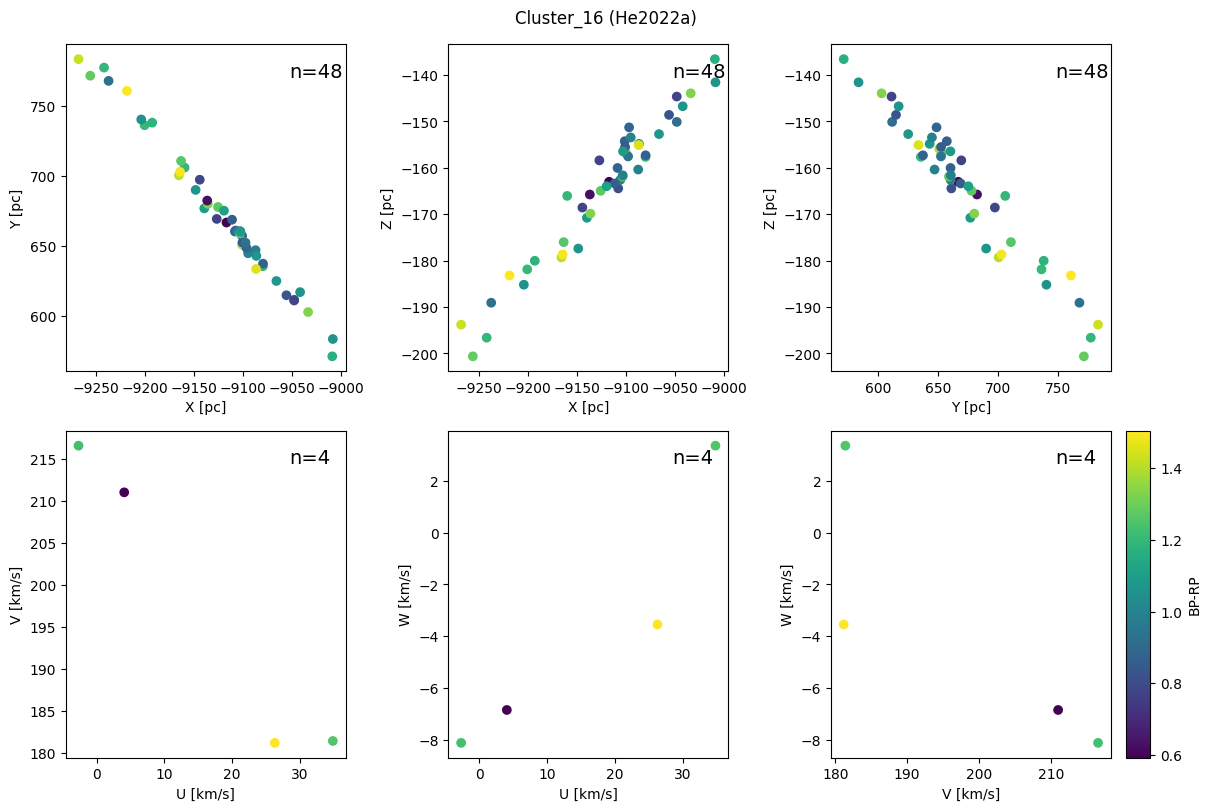 Cluster_16 (He2022a)
n=48
750
700
650
600
Y [pc]
−9250 −9200 −9150 −9100 −9050 −9000
X [pc]
n=48
−140
−150
−160
−170
−180
−190
−200
Z [pc]
−9250 −9200 −9150 −9100 −9050 −9000
X [pc]
n=48
−140
−150
−160
−170
−180
−190
−200
Z [pc]
600 650 700 750
Y [pc]
n=4
215
210
205
200
195
190
185
180
V [km/s]
0 10 20 30
U [km/s]
n=4
2
0
−2
−4
−6
−8
W [km/s]
0 10 20 30
U [km/s]
n=4
2
0
−2
−4
−6
−8
W [km/s]
180 190 200 210
V [km/s]
1.4
1.2
1.0
0.8
0.6
BP-RP